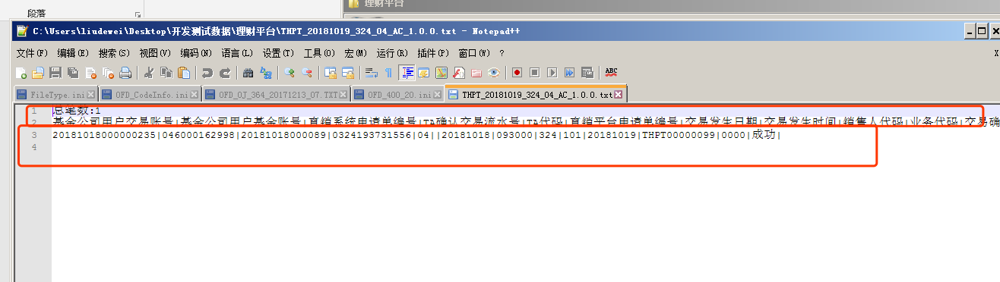 段落
理财平台
C:\Users\liudewei\Desktop\开发测试数据\理财平台\THPT_20181019_324_04_AC_1.0.0.txt - Notepad++
文件(F) 编辑(E) 搜索(S) 视图(V) 编码(N) 语言(L) 设置(T) 工具(O) 宏(M) 运行(R) 插件(P) 窗口(W) ? X
ABC
FileType.ini OFD_CodeInfo.ini OFD_OJ_364_20171213_07.TXT OFD_400_20.ini THPT_20181019_324_04_AC_1.0.0.txt
1 总笔数:1
2 基金公司用户交易账号|基金公司用户基金账号|直销系统申请单编号|TA确认交易流水号|TA代码|直销平台申请单编号|交易发生日期|交易发生时间|销售人代码|业务代码|交易确
3 20181018000000235|046000162998|20181018000089|0324193731556|04||20181018|093000|324|101|20181019|THPT00000099|0000|成功|
4